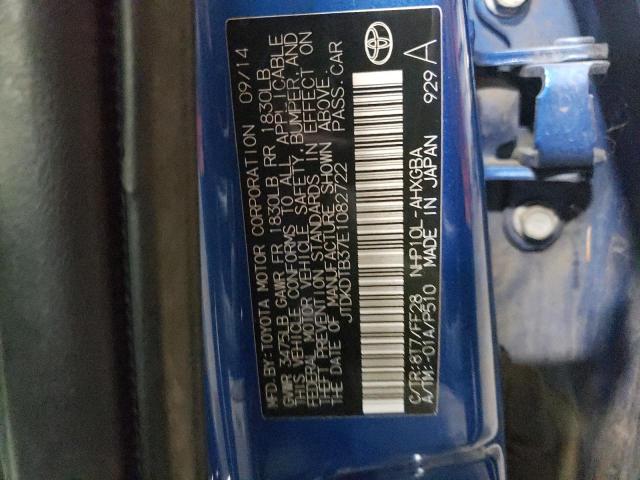 MFD.BY:TOYOTA MOTOR CORPORATION 09/14
GVWR 3475LB GAWR FR 1830LB RR 1830LB
THIS VEHICLE CONFORMS TO ALL APPLICABLE
FEDERAL MOTOR VEHICLE SAFETY, BUMPER, AND
THEFT PREVENTION STANDARDS IN EFFECT ON
THE DATE OF MANUFACTURE SHOWN ABOVE.
JTDKDTB37E1082722 PASS.CAR
C/TR:8T7/FF28 NHP10L-AHXGBA
A/TM:-01A/P510 MADE IN JAPAN 929 A